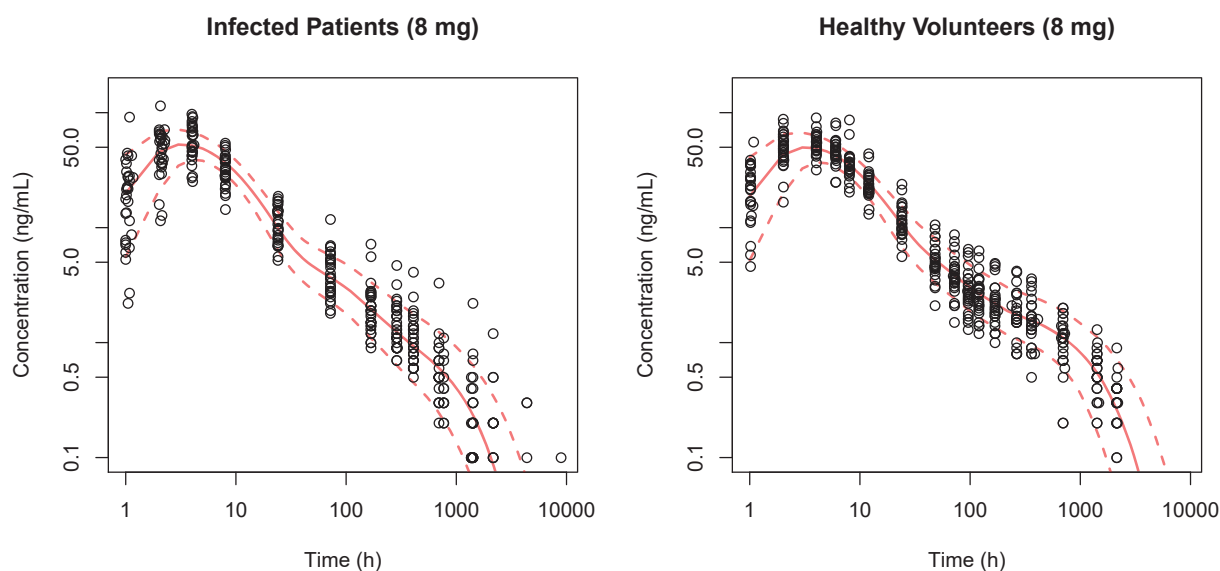 Infected Patients (8 mg)
Concentration (ng/mL)
50.0
5.0
0.5
0.1
1 10 100 1000 10000
Time (h)
Healthy Volunteers (8 mg)
Concentration (ng/mL)
50.0
5.0
0.5
0.1
1 10 100 1000 10000
Time (h)